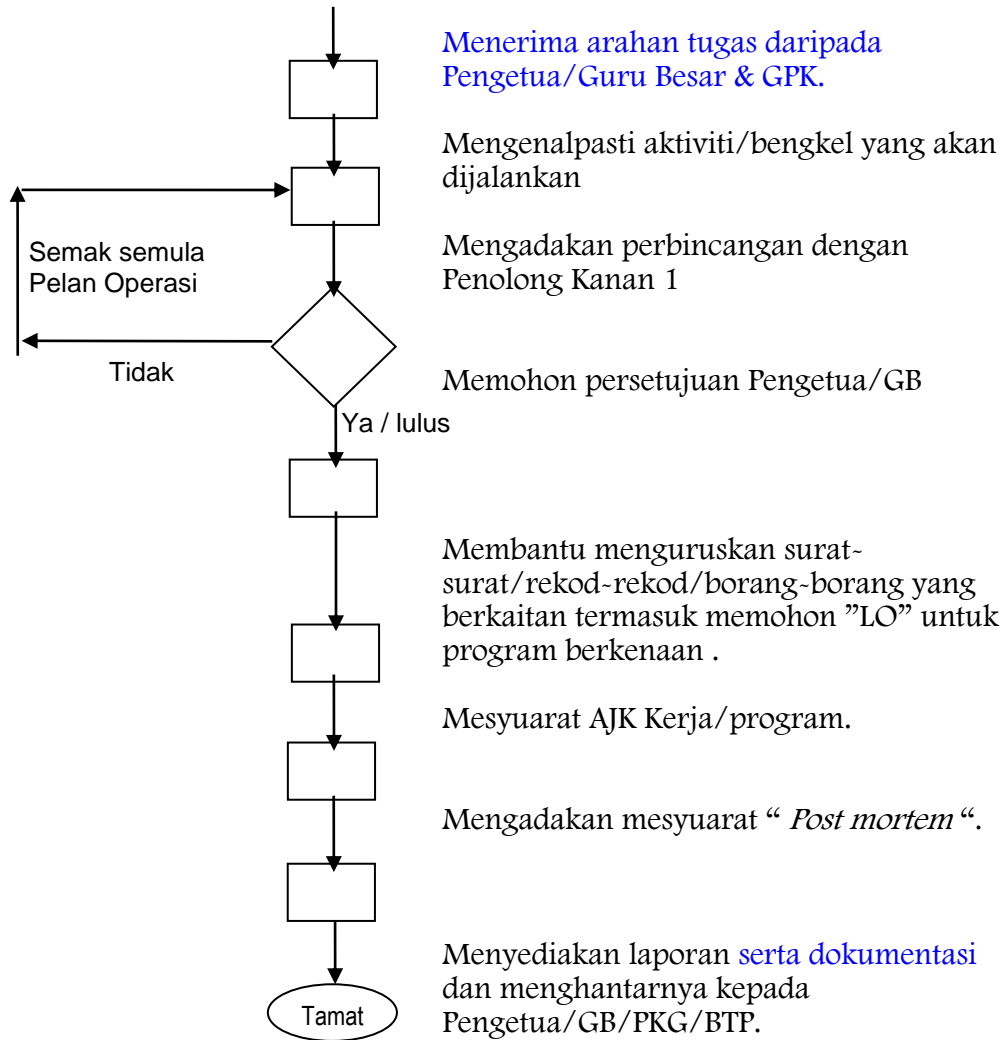 Menerima arahan tugas daripada
Pengetua/Guru Besar & GPK.
Mengenalpasti aktiviti/bengkel yang akan
dijalankan
Semak semula
Pelan Operasi
Mengadakan perbincangan dengan
Penolong Kanan 1
Tidak
Memohon persetujuan Pengetua/GB
Ya / lulus
Membantu menguruskan surat-
surat/rekod-rekod/borang-borang yang
berkaitan termasuk memohon ”LO” untuk
program berkenaan .
Mesyuarat AJK Kerja/program.
Mengadakan mesyuarat “ Post mortem “.
Menyediakan laporan serta dokumentasi
dan menghantarnya kepada
Pengetua/GB/PKG/BTP.
Tamat